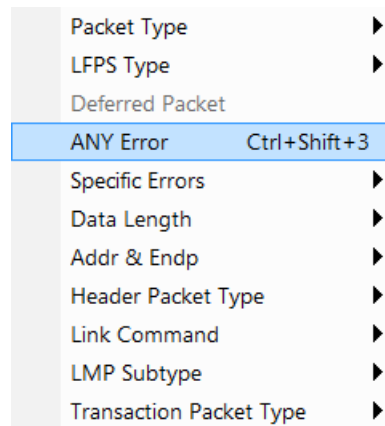 Packet Type
LFPS Type
Deferred Packet
ANY Error Ctrl+Shift+3
Specific Errors
Data Length
Addr & Endp
Header Packet Type
Link Command
LMP Subtype
Transaction Packet Type